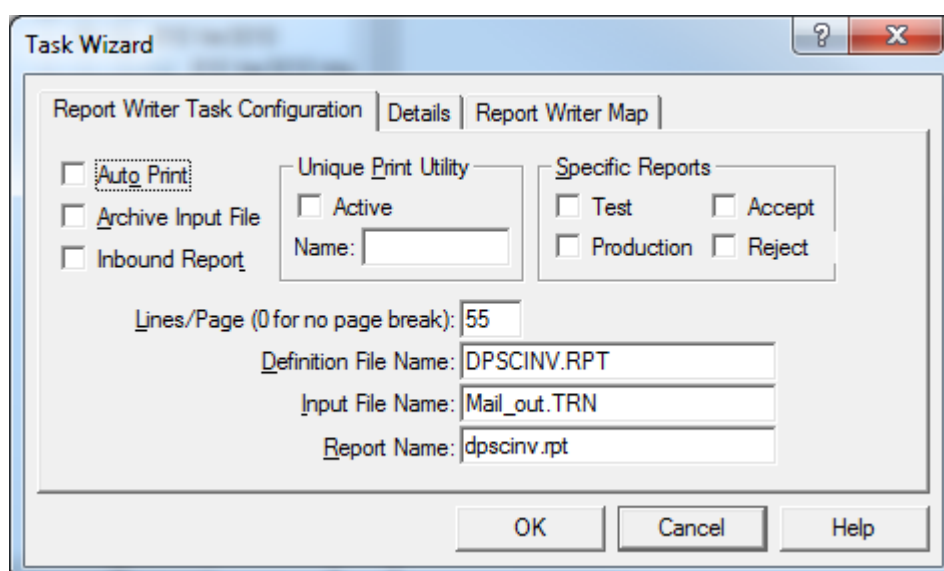 Task Wizard
Report Writer Task Configuration Details Report Writer Map
Auto Print
Archive Input File
Inbound Report
Unique Print Utility
Active
Name:
Specific Reports
Test Accept
Production Reject
Lines/Page (0 for no page break): 55
Definition File Name: DPSCINV.RPT
Input File Name: Mail_out.TRN
Report Name: dpscinv.rpt
OK Cancel Help